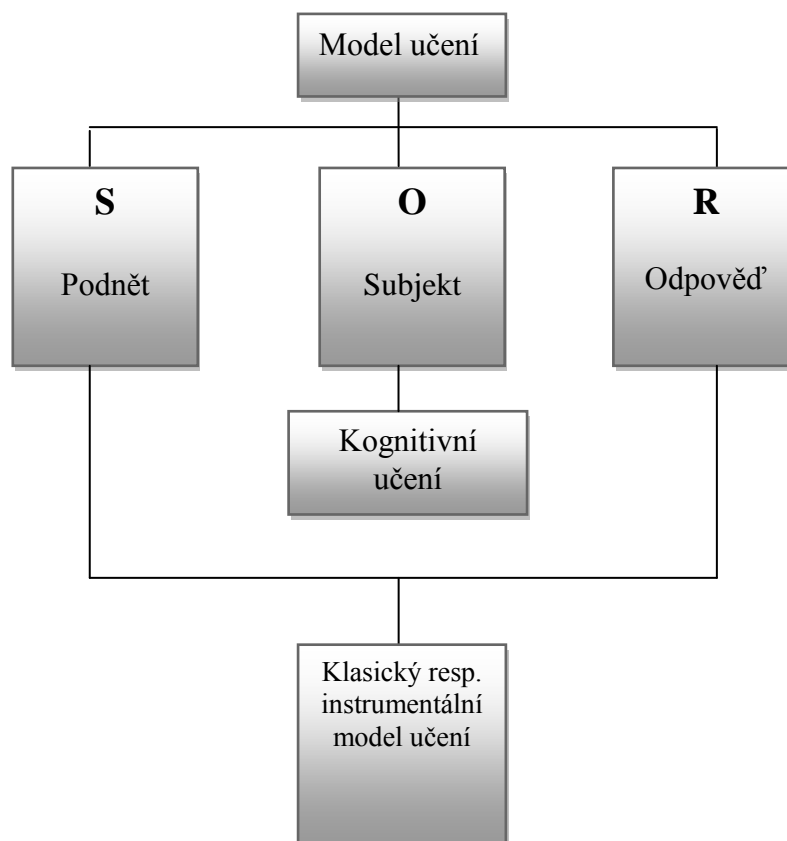 Model učení
S
Podnět
O
Subjekt
R
Odpověď
Kognitivní
učení
Klasický resp.
instrumentální
model učení